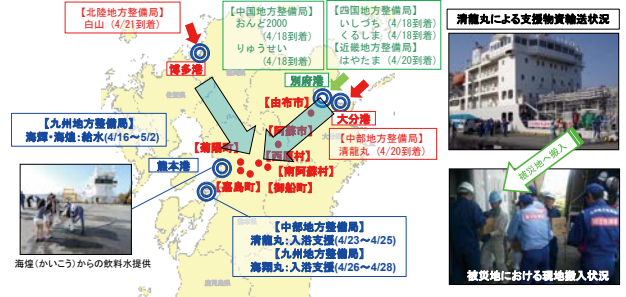 【北陸地方整備局】
白山（4/21到着）
【中国地方整備局】
おんど2000
（4/18到着）
りゅうせい
（4/18到着）
【四国地方整備局】
いしづち（4/18到着）
くるしま（4/18到着）
【近畿地方整備局】
はやたま（4/20到着）
清龍丸による支援物資輸送状況
博多港
別府港
大分港
【由布市】
【阿蘇市】
【中部地方整備局】
清龍丸（4/20到着）
【九州地方整備局】
海輝・海煌：給水（4/16～5/2）
【菊陽町】
【西原村】
【南阿蘇村】
熊本港
【嘉島町】
【御船町】
被災地へ搬入
【中部地方整備局】
清龍丸：入浴支援（4/23～4/25）
【九州地方整備局】
海翔丸：入浴支援（4/26～4/28）
海煌（かいこう）からの飲料水提供
被災地における現地搬入状況
鹿児島県